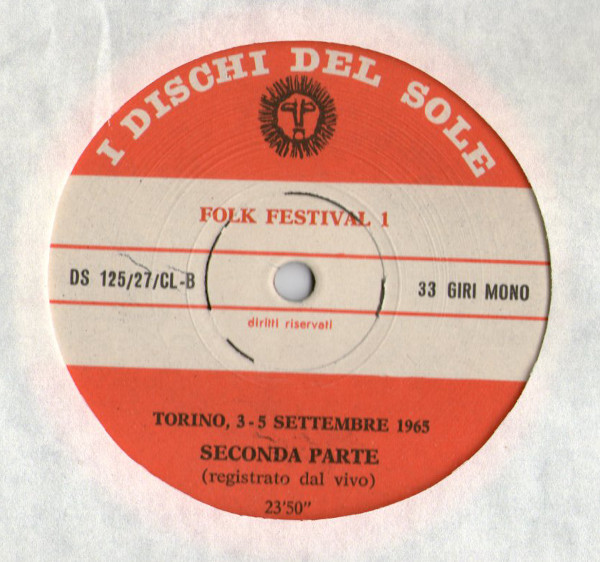 I DISCHI DEL SOLE
FOLK FESTIVAL 1
DS 125/27/CL-B
33 GIRI MONO
diritti riservati
TORINO, 3-5 SETTEMBRE 1965
SECONDA PARTE
(registrato dal vivo)
23'50"